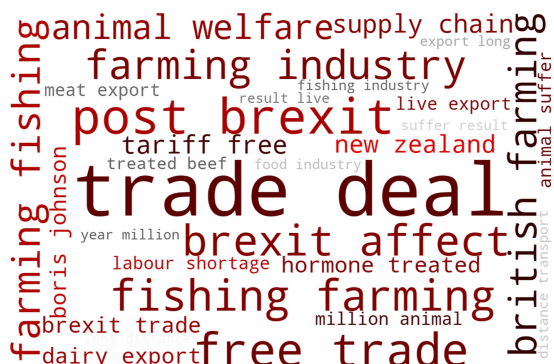 animal welfare
supply chain
export long
farming industry
fishing industry
meat export
result live
live export
post brexit
suffer result
tariff free
new zealand
treated beef
food industry
trade deal
year million
brexit affect
labour shortage
hormone treated
fishing farming
million animal
brexit trade
long distance
dairy export
free trade
farming fishing
boris johnson
british farming
animal suffer
distance transport